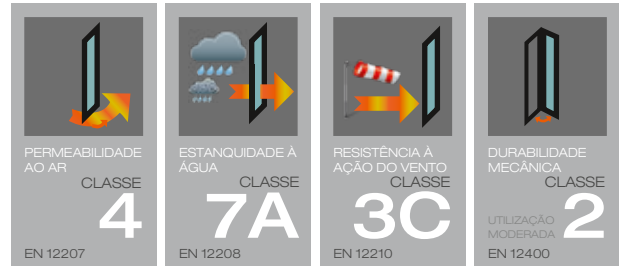 PERMEABILIDADE
AO AR
CLASSE
4
EN 12207
ESTANQUIDADE À
ÁGUA
CLASSE
7A
EN 12208
RESISTÊNCIA À
AÇÃO DO VENTO
CLASSE
3C
EN 12210
DURABILIDADE
MECÂNICA
CLASSE
UTILIZAÇÃO
MODERADA
2
EN 12400